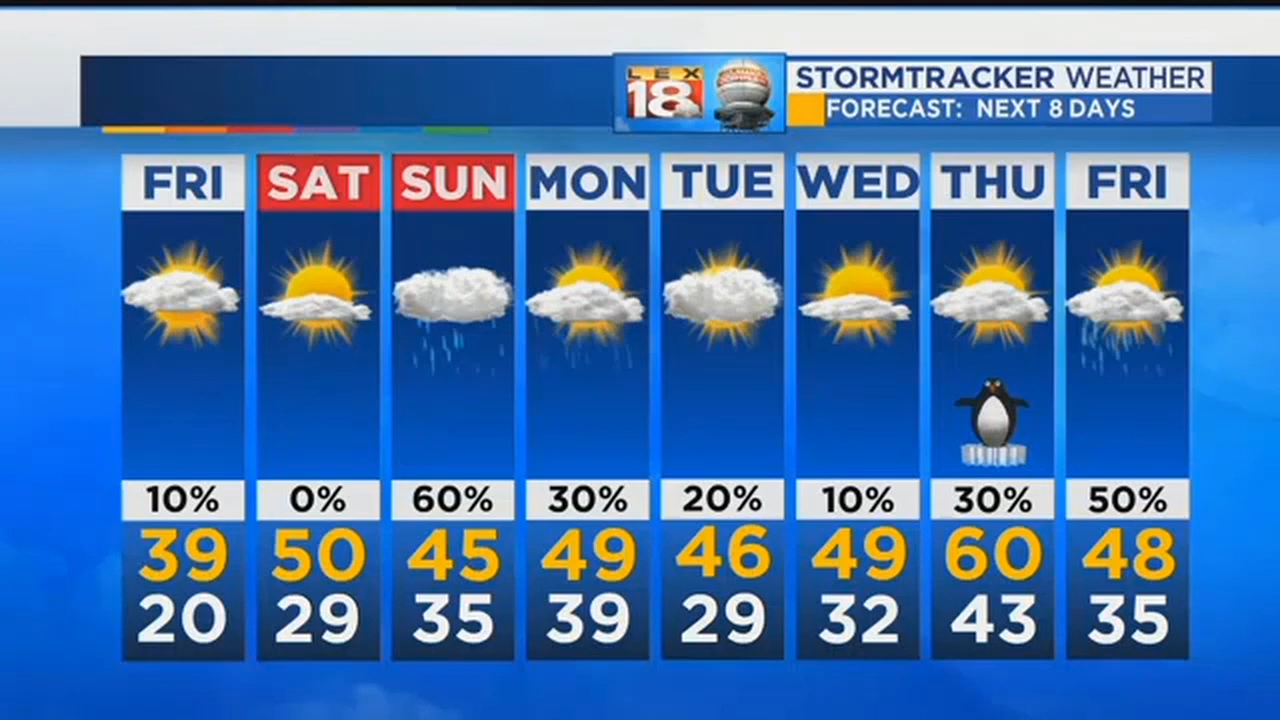 LEX
18
STORMTRACKER WEATHER
FORECAST: NEXT 8 DAYS
FRI SAT SUN MON TUE WED THU FRI
10% 0% 60% 30% 20% 10% 30% 50%
39 50 45 49 46 49 60 48
20 29 35 39 29 32 43 35